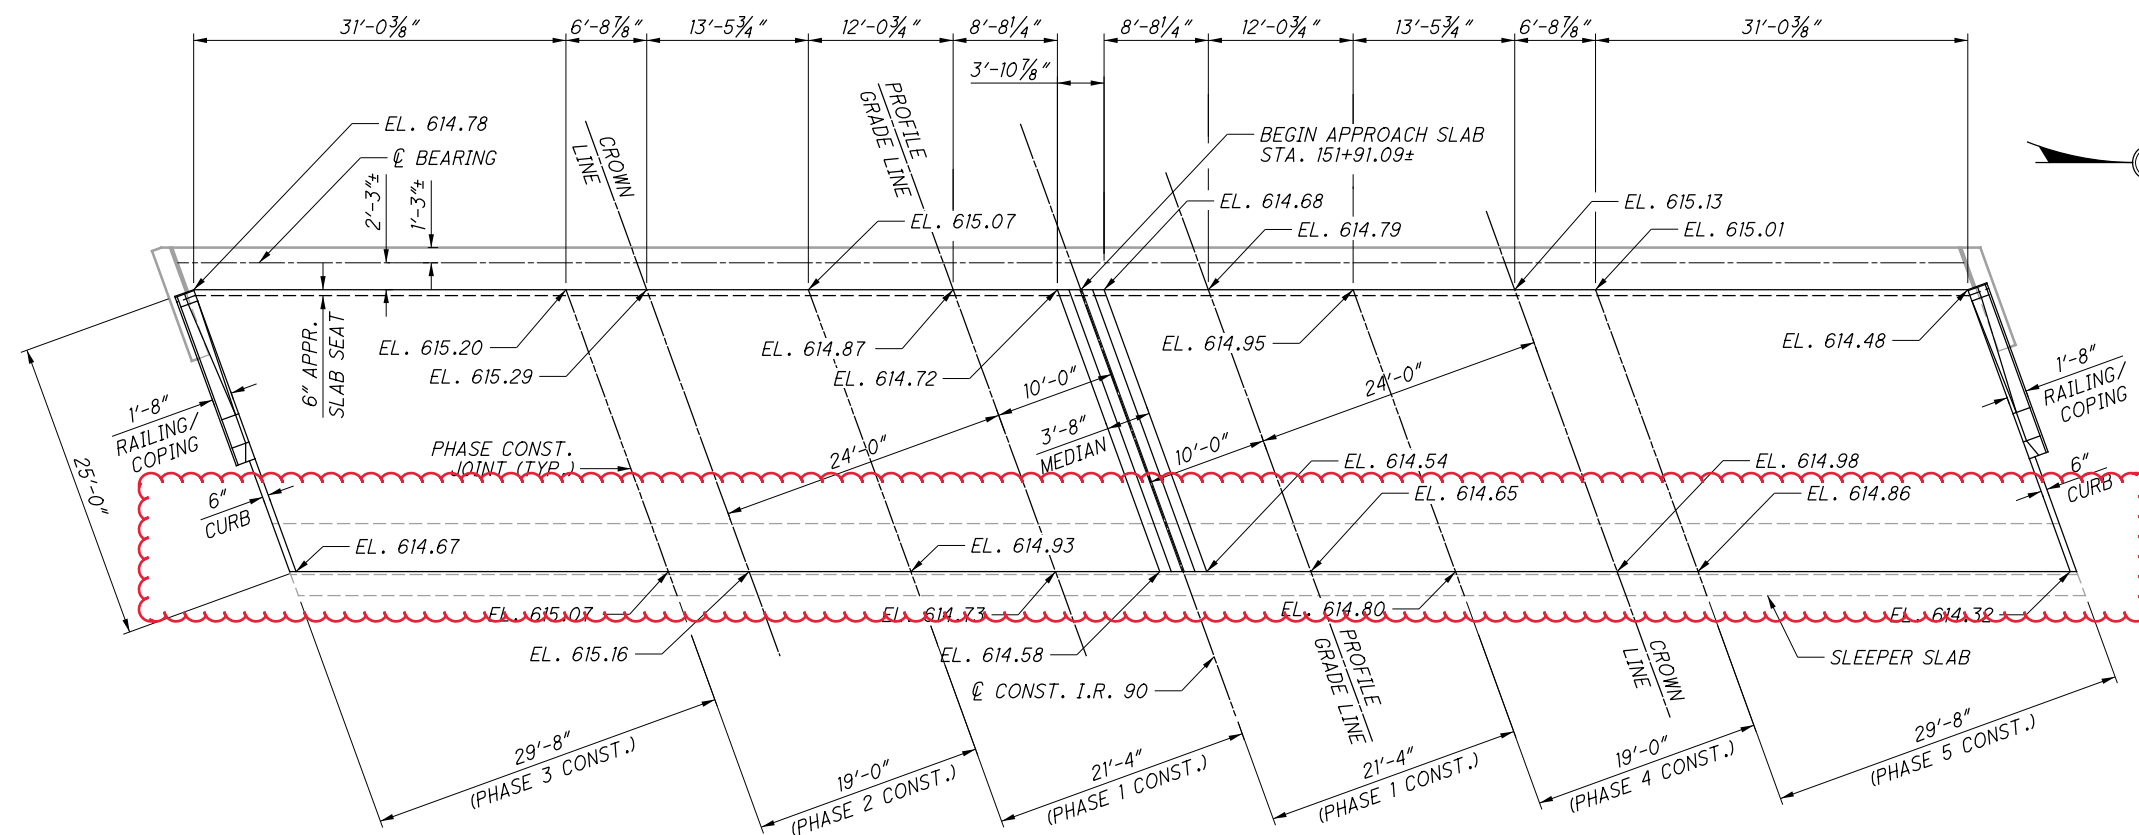 31'-0⅜" 6'-8⅞" 13'-5¾" 12'-0¾" 8'-8¼" 8'-8¼" 12'-0¾" 13'-5¾" 6'-8⅞" 31'-0⅜"
3'-10⅞"
EL. 614.78
℄ BEARING
2'-3"±
1'-3"±
CROWN
LINE
PROFILE
GRADE LINE
BEGIN APPROACH SLAB
STA. 151+91.09±
EL. 615.07
EL. 614.68
EL. 614.79
EL. 615.13
EL. 615.01
6" APPR.
SLAB SEAT
EL. 615.20
EL. 615.29
EL. 614.87
EL. 614.72
EL. 614.95
EL. 614.48
1'-8"
RAILING/
COPING
25'-0"
6"
CURB
PHASE CONST.
JOINT (TYP.)
24'-0"
10'-0"
3'-8"
MEDIAN
10'-0"
24'-0"
1'-8"
RAILING/
COPING
6"
CURB
EL. 614.54
EL. 614.65
EL. 614.98
EL. 614.86
EL. 614.67
EL. 614.93
EL. 615.07
EL. 614.73
EL. 614.80
EL. 614.32
EL. 615.16
EL. 614.58
℄ CONST. I.R. 90
PROFILE
GRADE LINE
CROWN
LINE
SLEEPER SLAB
29'-8"
(PHASE 3 CONST.)
19'-0"
(PHASE 2 CONST.)
21'-4"
(PHASE 1 CONST.)
21'-4"
(PHASE 1 CONST.)
19'-0"
(PHASE 4 CONST.)
29'-8"
(PHASE 5 CONST.)